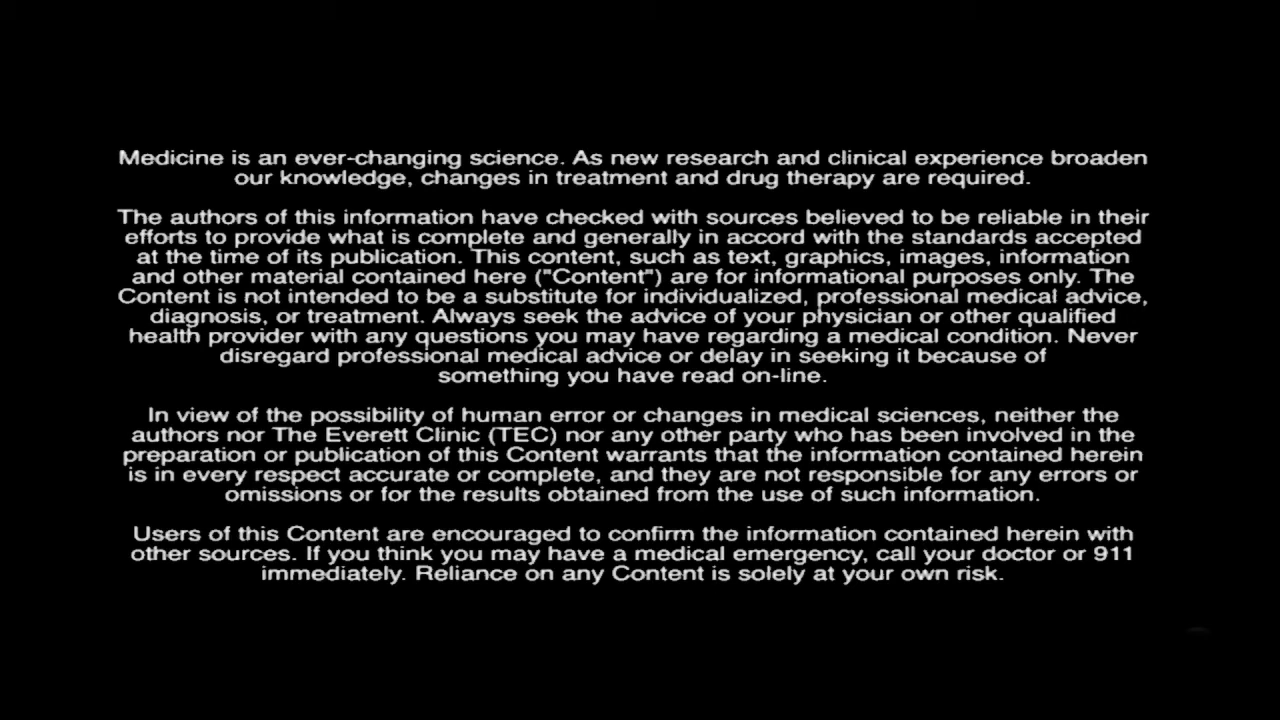 Medicine is an ever-changing science. As new research and clinical experience broaden
our knowledge, changes in treatment and drug therapy are required.
The authors of this information have checked with sources believed to be reliable in their
efforts to provide what is complete and generally in accord with the standards accepted
at the time of its publication. This content, such as text, graphics, images, information
and other material contained here ("Content") are for informational purposes only. The
Content is not intended to be a substitute for individualized, professional medical advice,
diagnosis, or treatment. Always seek the advice of your physician or other qualified
health provider with any questions you may have regarding a medical condition. Never
disregard professional medical advice or delay in seeking it because of
something you have read on-line.
In view of the possibility of human error or changes in medical sciences, neither the
authors nor The Everett Clinic (TEC) nor any other party who has been involved in the
preparation or publication of this Content warrants that the information contained herein
is in every respect accurate or complete, and they are not responsible for any errors or
omissions or for the results obtained from the use of such information.
Users of this Content are encouraged to confirm the information contained herein with
other sources. If you think you may have a medical emergency, call your doctor or 911
immediately. Reliance on any Content is solely at your own risk.